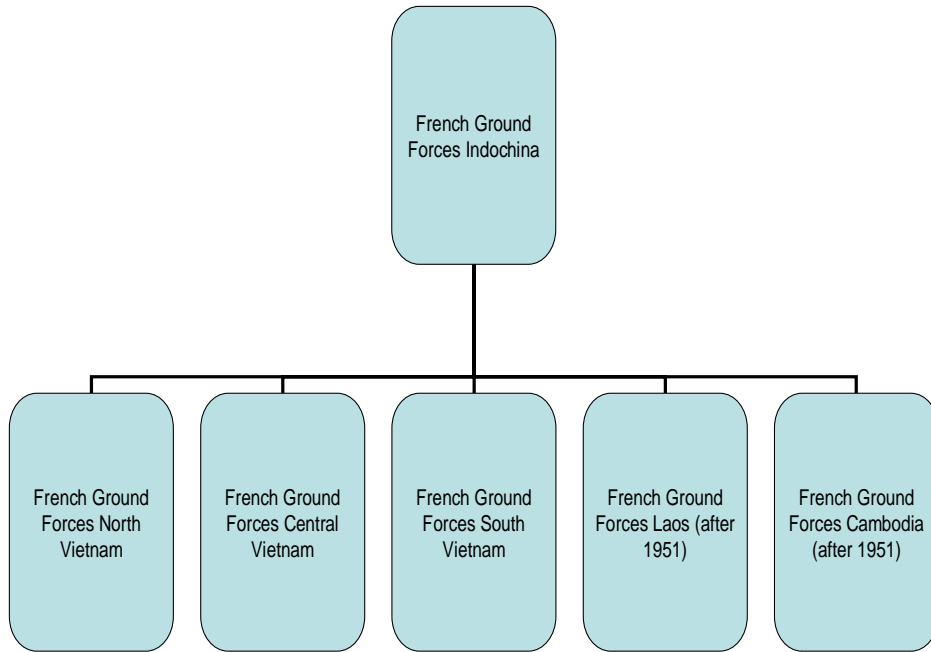 French Ground
Forces Indochina
French Ground
Forces North
Vietnam
French Ground
Forces Central
Vietnam
French Ground
Forces South
Vietnam
French Ground
Forces Laos (after
1951)
French Ground
Forces Cambodia
(after 1951)